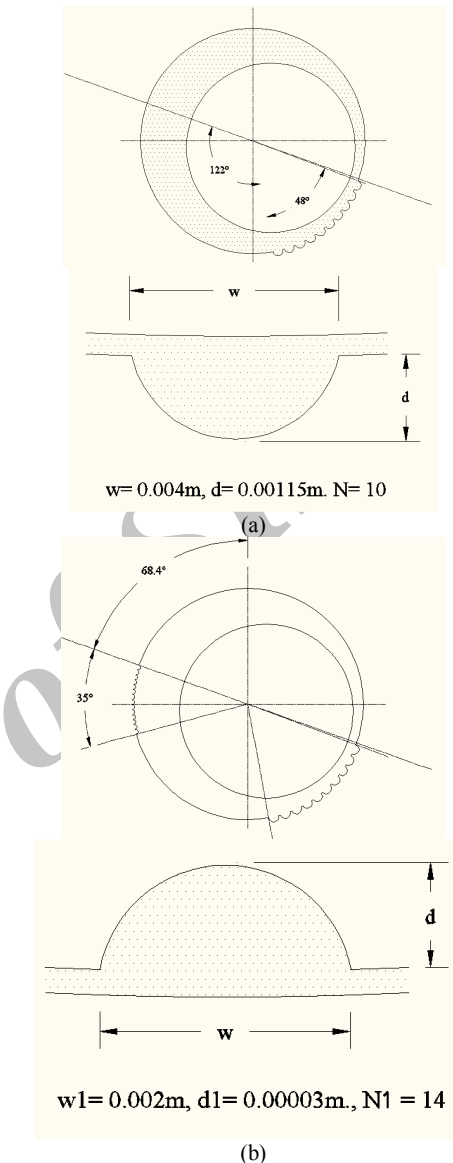 122°
48°
w
d
w= 0.004m, d= 0.00115m. N= 10
(a)
68.4°
35°
d
w
w1= 0.002m, d1= 0.00003m., N1 = 14
(b)